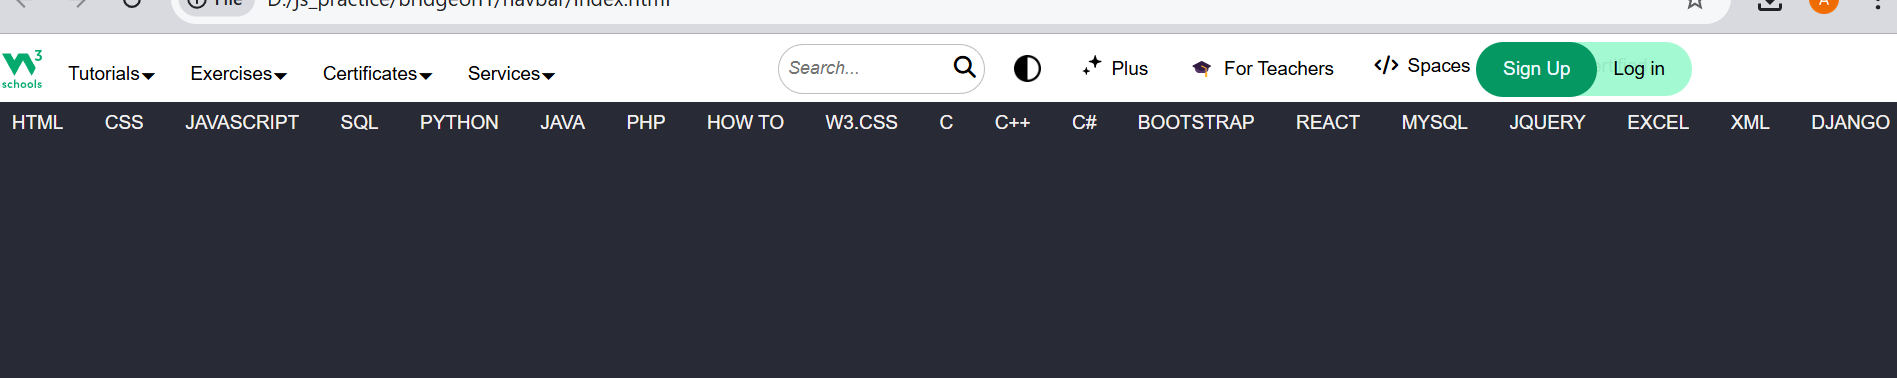 File D:/js_practice/bridgeon1/navbar/index.html A
3
schools Tutorials Exercises Certificates Services Search... Plus For Teachers Spaces Sign Up Log in
HTML CSS JAVASCRIPT SQL PYTHON JAVA PHP HOW TO W3.CSS C C++ C# BOOTSTRAP REACT MYSQL JQUERY EXCEL XML DJANGO